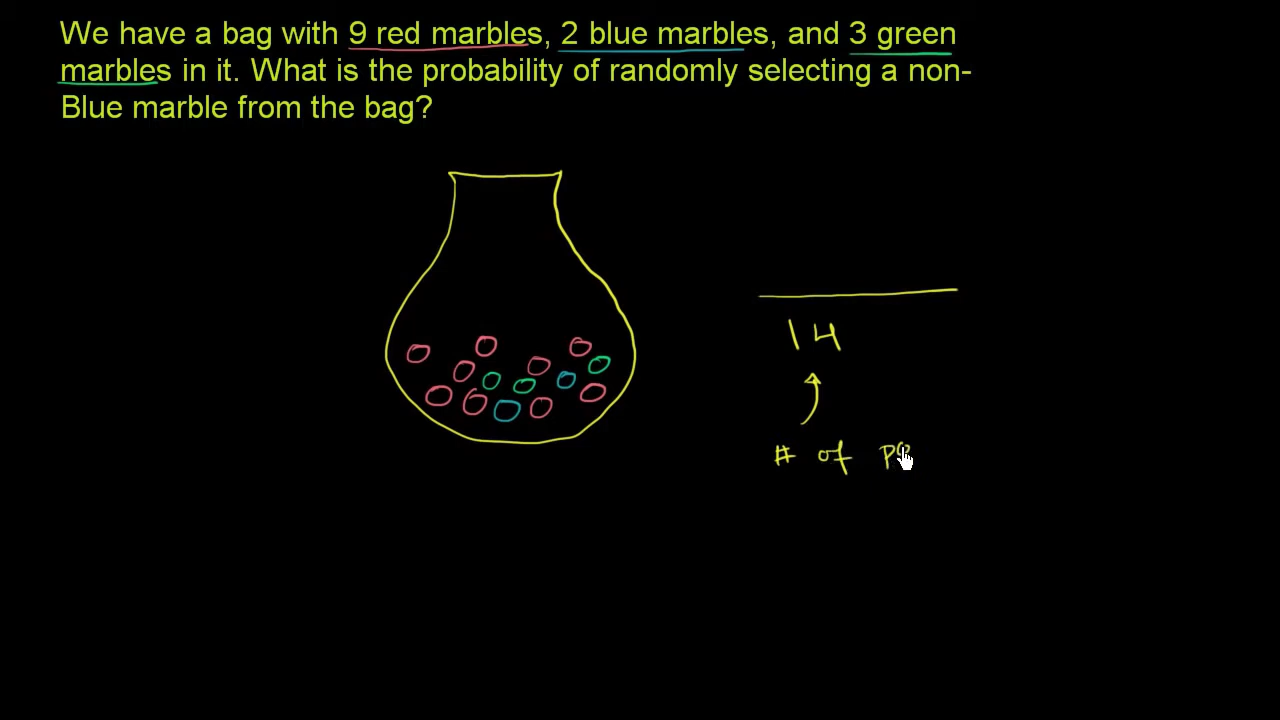 We have a bag with 9 red marbles, 2 blue marbles, and 3 green
marbles in it. What is the probability of randomly selecting a non-
Blue marble from the bag?
14
# of